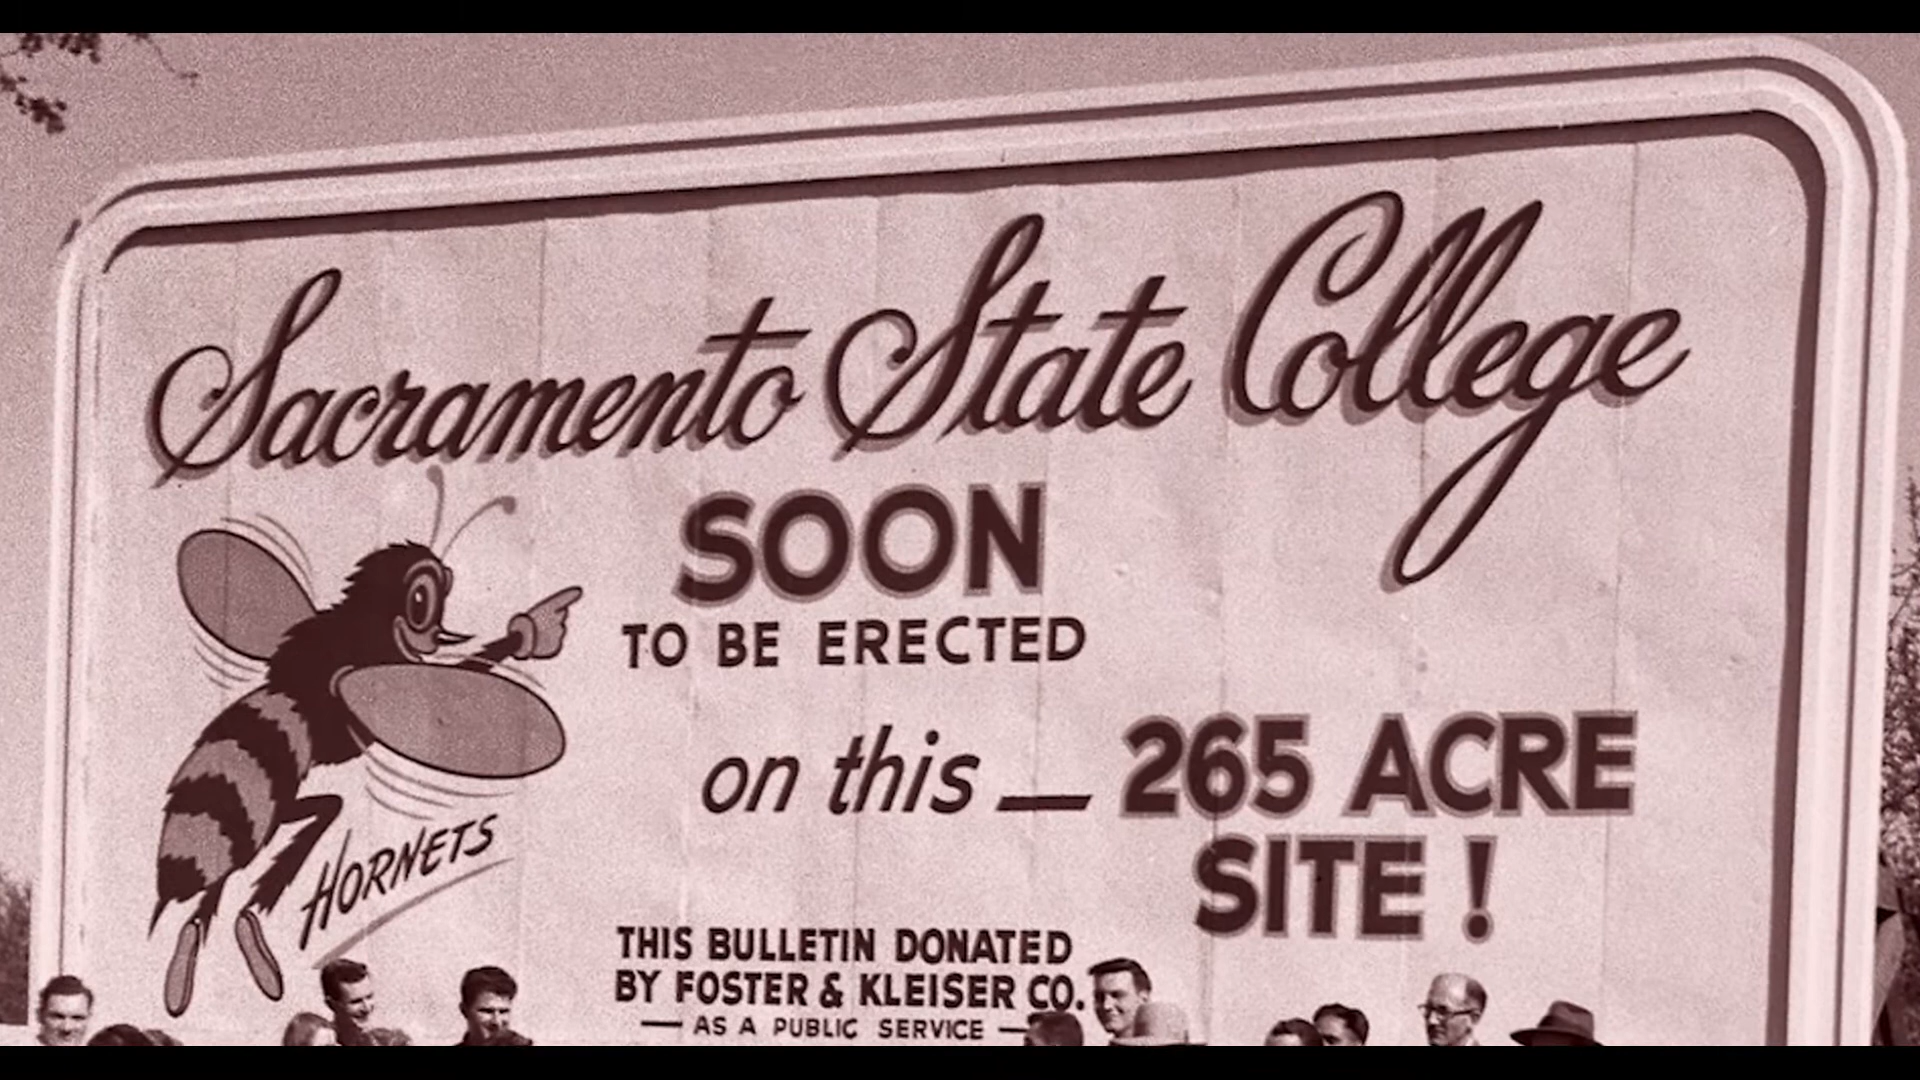 Sacramento State College
SOON
TO BE ERECTED
on this — 265 ACRE
SITE !
HORNETS
THIS BULLETIN DONATED
BY FOSTER & KLEISER CO.
— AS A PUBLIC SERVICE —